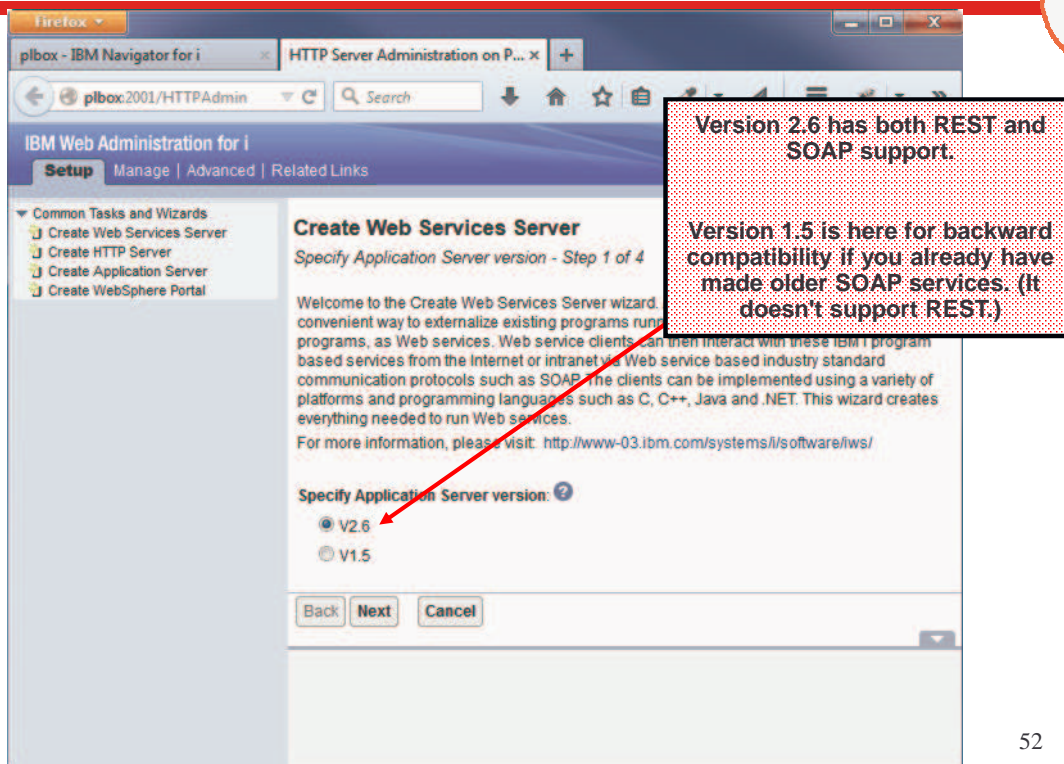 Firefox
plbox - IBM Navigator for i
HTTP Server Administration on P...
plbox:2001/HTTPAdmin
Search
IBM Web Administration for i
Setup Manage | Advanced | Related Links
Common Tasks and Wizards
Create Web Services Server
Create HTTP Server
Create Application Server
Create WebSphere Portal
Create Web Services Server
Specify Application Server version - Step 1 of 4
Welcome to the Create Web Services Server wizard.
convenient way to externalize existing programs
programs, as Web services. Web service clients can then interact with these IBM i program
based services from the Internet or intranet via Web service based industry standard
communication protocols such as SOAP. The clients can be implemented using a variety of
platforms and programming languages such as C, C++, Java and .NET. This wizard creates
everything needed to run Web services.
For more information, please visit: http://www-03.ibm.com/systems/i/software/iws/
Specify Application Server version:
V2.6
V1.5
Back Next Cancel
Version 2.6 has both REST and
SOAP support.
Version 1.5 is here for backward
compatibility if you already have
made older SOAP services. (It
doesn't support REST.)
52